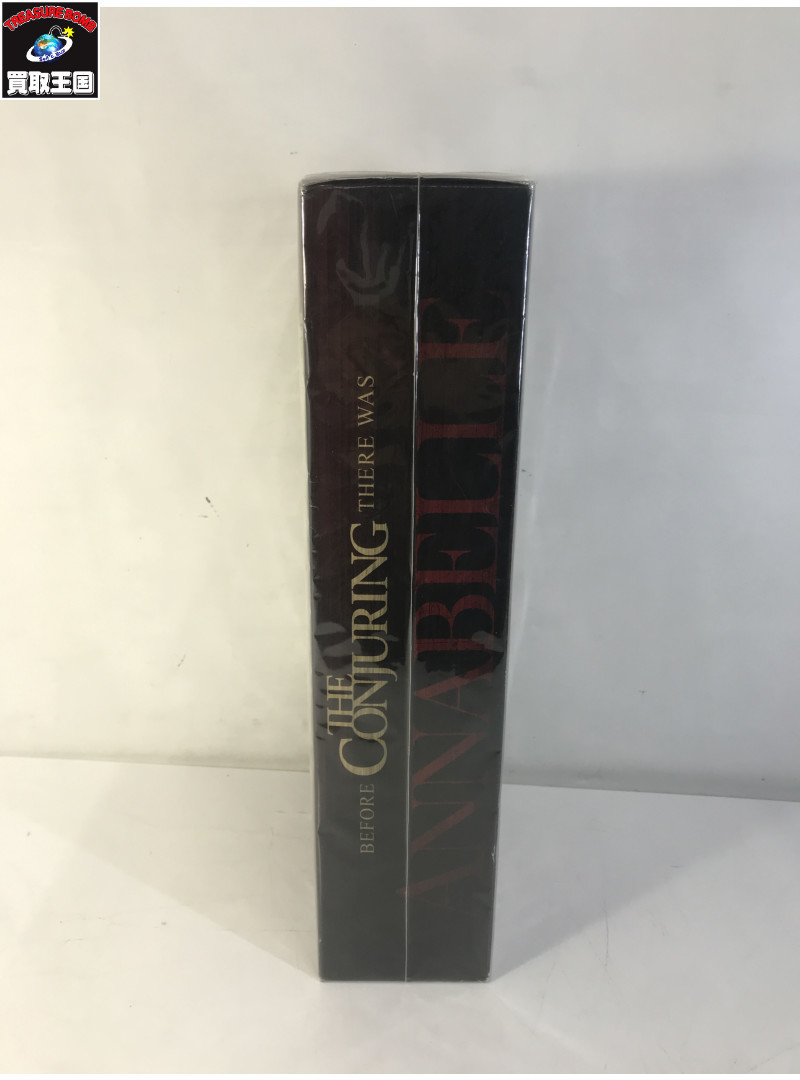 TREASURE BOMB
買取王国
BEFORE
THE
CONJURING
THERE WAS
ANNABELLE